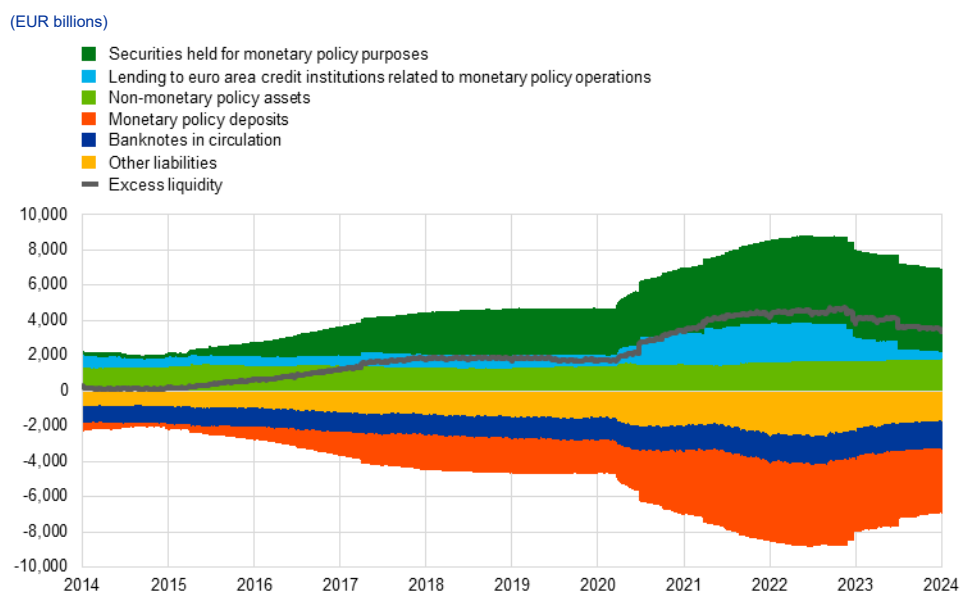 (EUR billions)
Securities held for monetary policy purposes
Lending to euro area credit institutions related to monetary policy operations
Non-monetary policy assets
Monetary policy deposits
Banknotes in circulation
Other liabilities
Excess liquidity
10,000
8,000
6,000
4,000
2,000
0
-2,000
-4,000
-6,000
-8,000
-10,000
2014 2015 2016 2017 2018 2019 2020 2021 2022 2023 2024